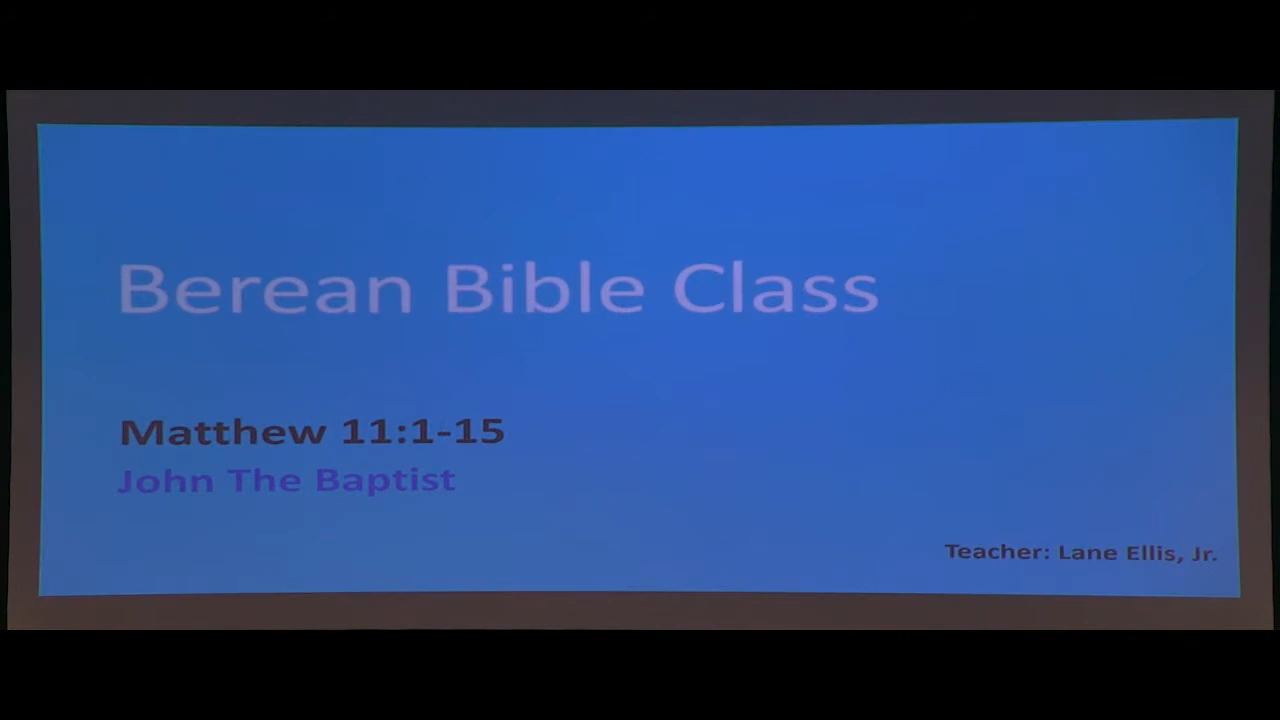 Berean Bible Class
Matthew 11:1-15
John The Baptist
Teacher: Lane Ellis, Jr.